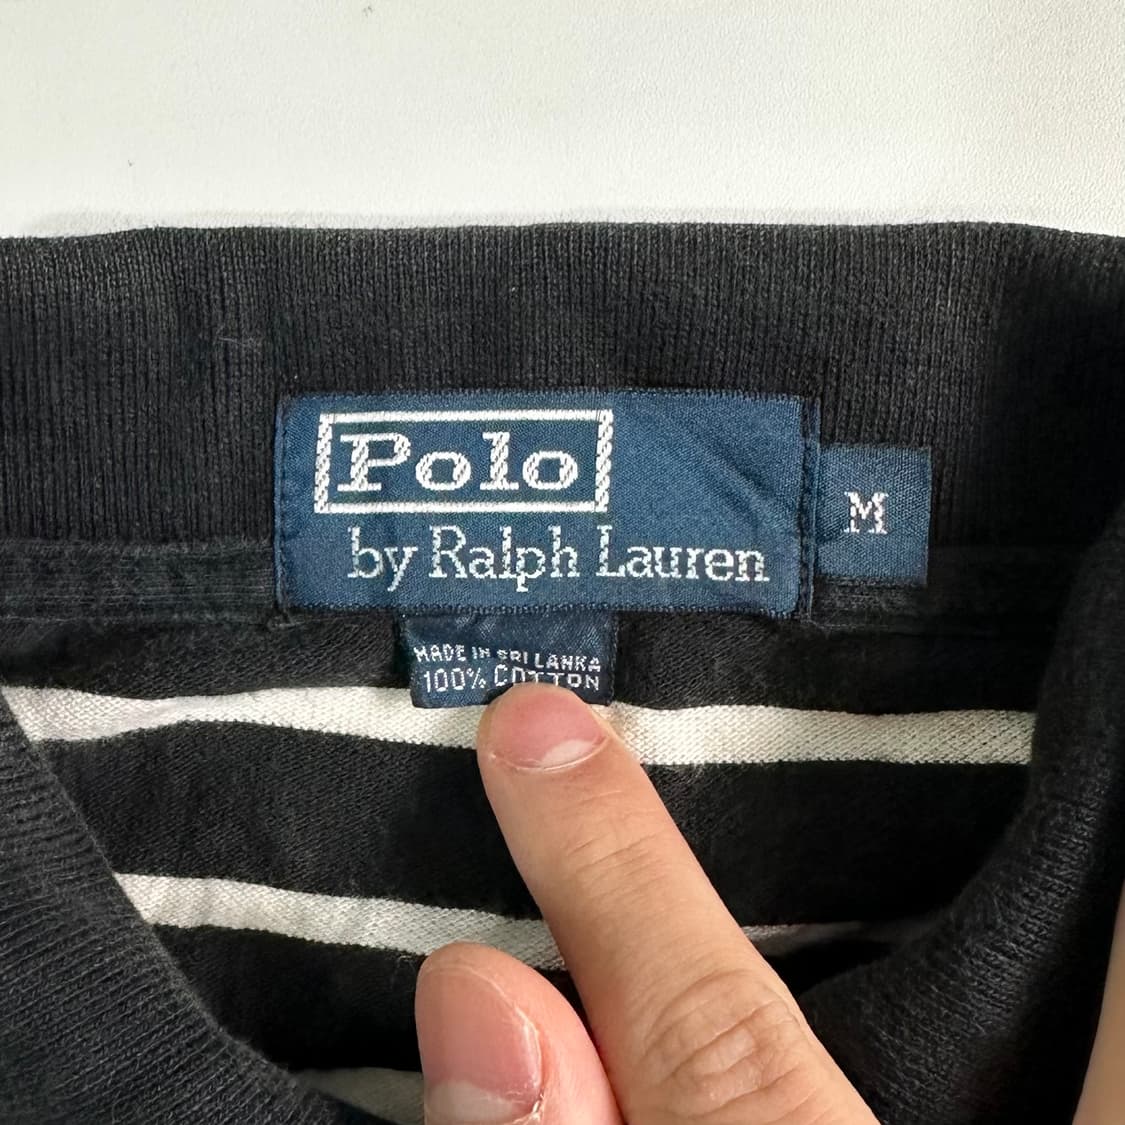 Polo
by Ralph Lauren
M
MADE IN SRI LANKA
100% COTTON